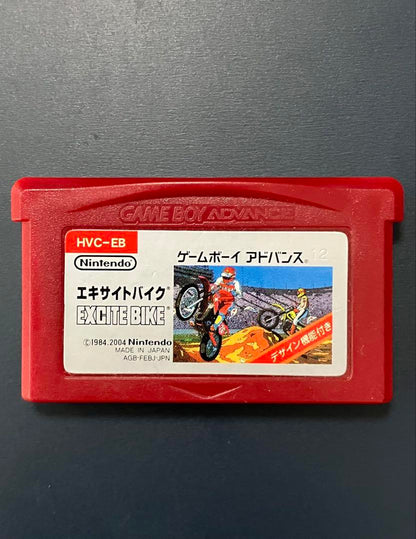 GAME BOY ADVANCE
HVC-EB
Nintendo®
ゲームボーイ アドバンス® 12
エキサイトバイク®
EXCITE BIKE®
©1984,2004 Nintendo
MADE IN JAPAN
AGB-FEBJ-JPN
デザイン機能付き